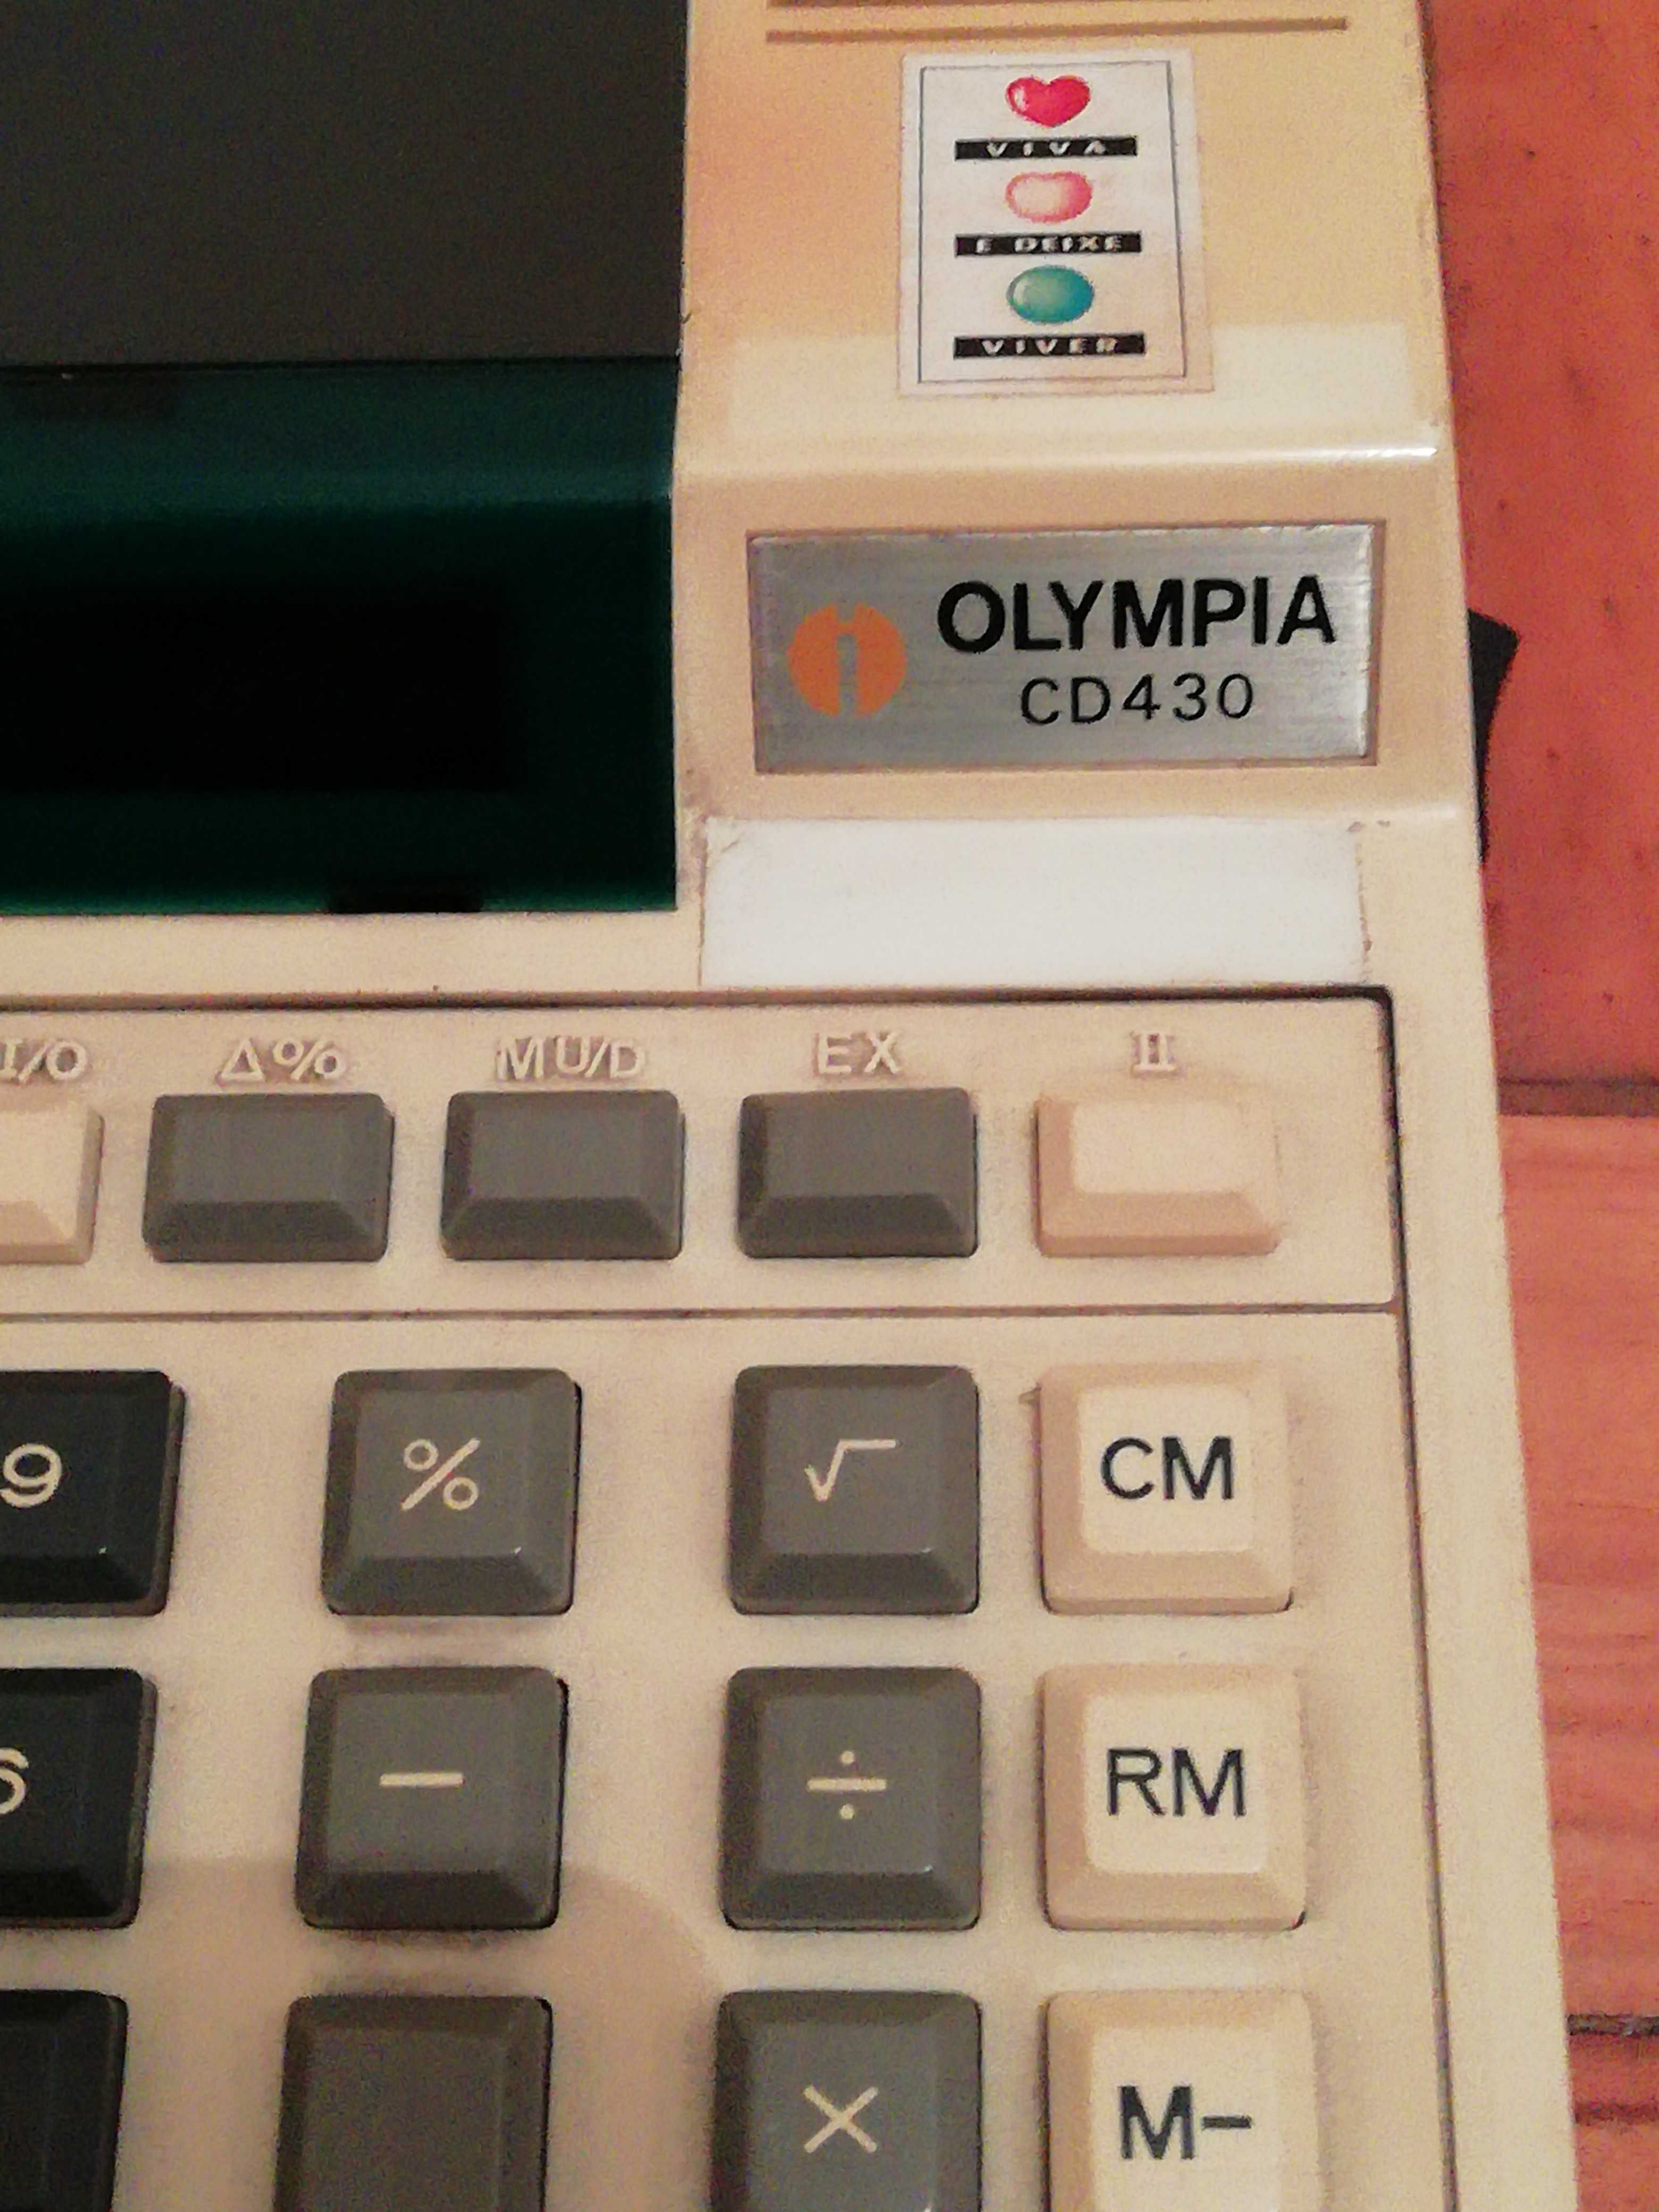 VIVA
E DEIXE
VIVER
OLYMPIA
CD430
I/O Δ% MU/D EX II
9 % √ CM
6 − ÷ RM
× M−